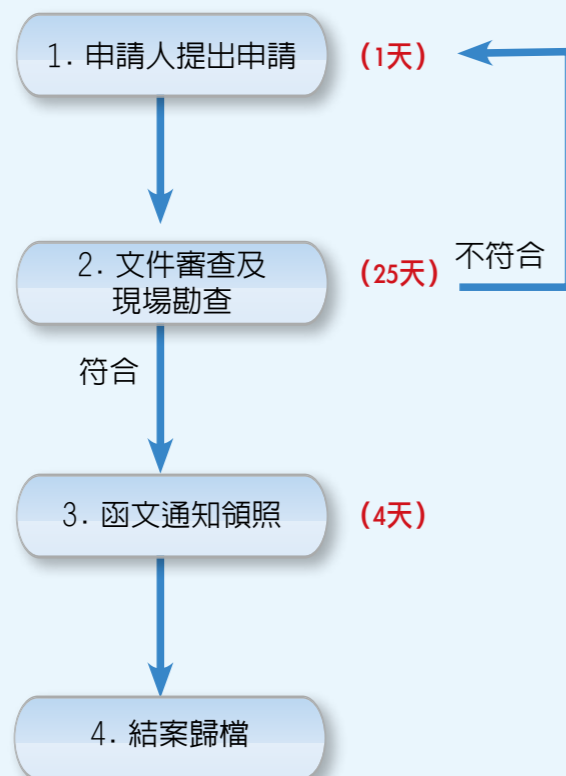 1. 申請人提出申請
(1天)
2. 文件審查及
現場勘查
(25天)
不符合
符合
3. 函文通知領照
(4天)
4. 結案歸檔